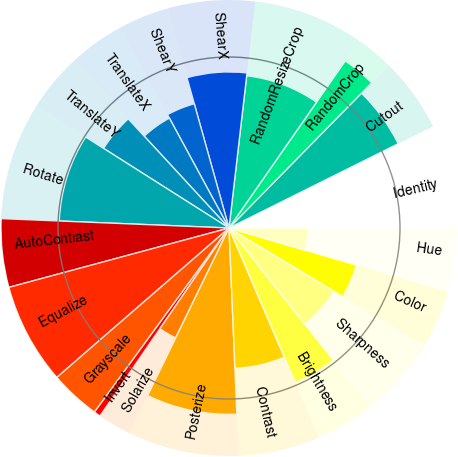 ShearX
RandomResizeCrop
RandomCrop
Cutout
Identity
Hue
Color
Sharpness
Brightness
Contrast
Posterize
Solarize
Invert
Grayscale
Equalize
AutoContrast
Rotate
TranslateY
TranslateX
ShearY